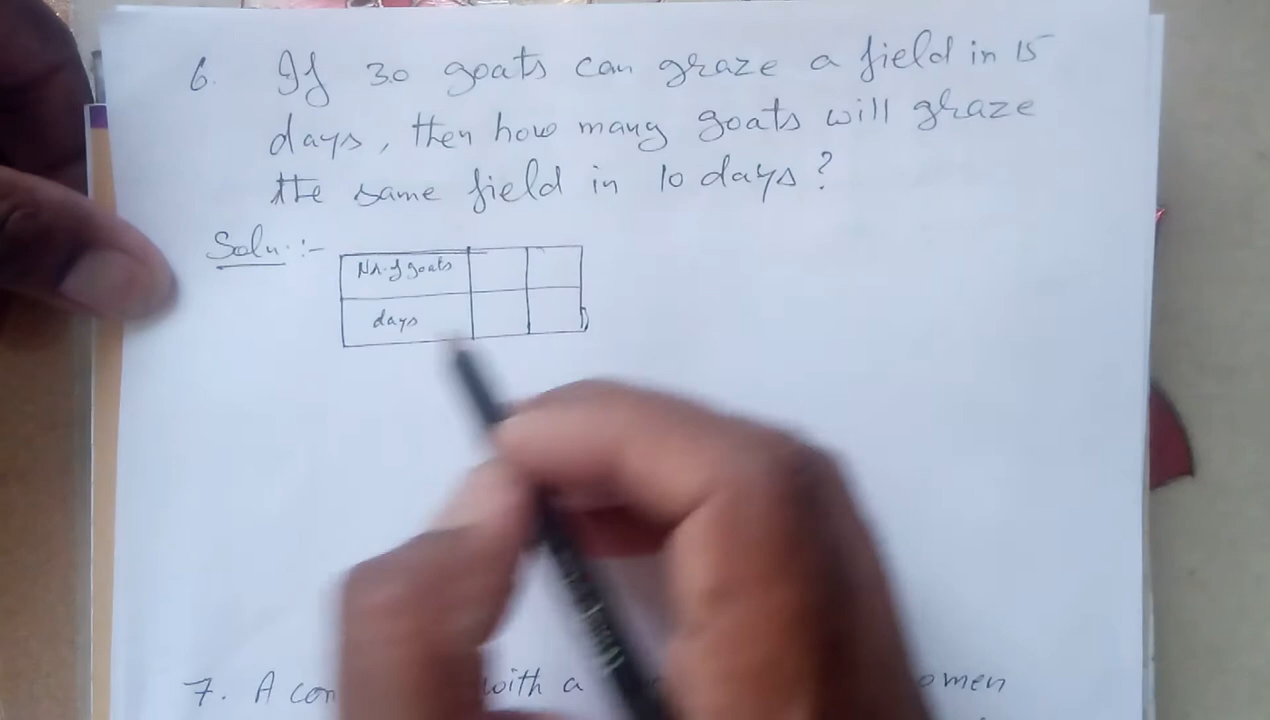 6. If 30 goats can graze a field in 15
days, then how many goats will graze
the same field in 10 days?
Soln.:-
No. of goats
days
7. A con with a omen